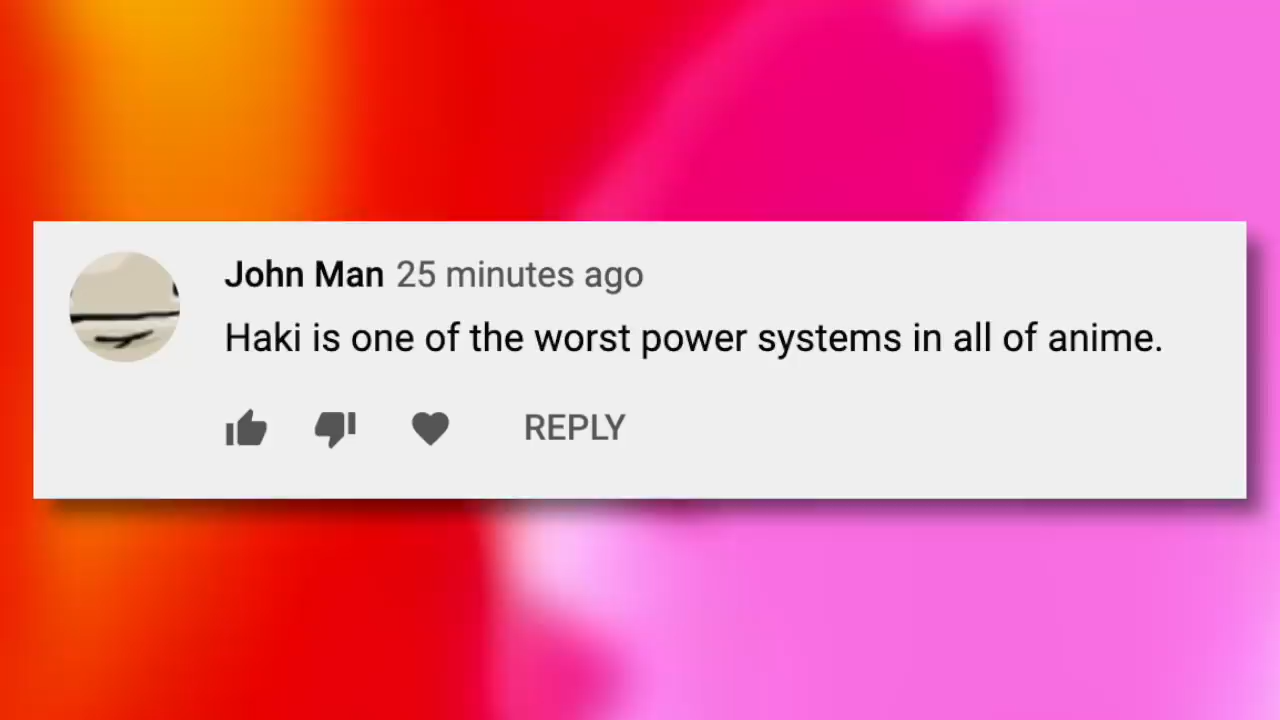 John Man 25 minutes ago
Haki is one of the worst power systems in all of anime.
REPLY